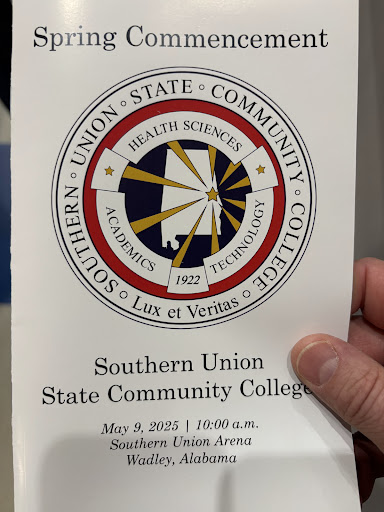 Spring Commencement
SOUTHERN ◦ UNION ◦ STATE ◦ COMMUNITY ◦ COLLEGE ◦
HEALTH SCIENCES
ACADEMICS
TECHNOLOGY
1922
Lux et Veritas
Southern Union
State Community College
May 9, 2025 | 10:00 a.m.
Southern Union Arena
Wadley, Alabama